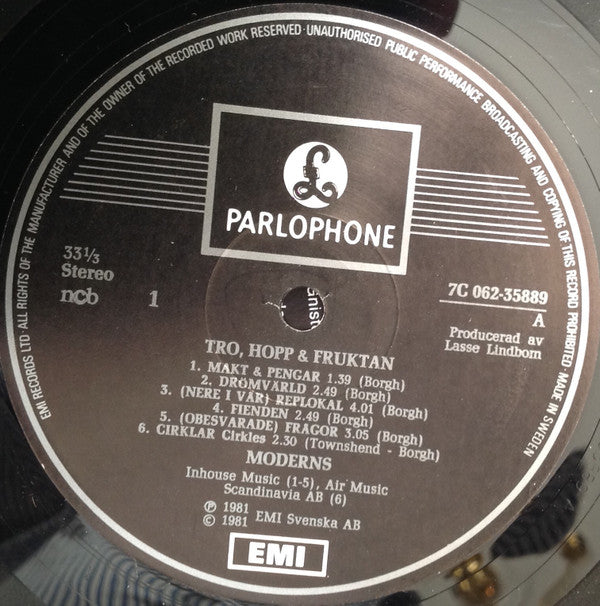 EMI RECORDS LTD·ALL RIGHTS OF THE MANUFACTURER AND OF THE OWNER OF THE RECORDED WORK RESERVED·UNAUTHORISED PUBLIC PERFORMANCE BROADCASTING AND COPYING OF THIS RECORD PROHIBITED·MADE IN SWEDEN
£
PARLOPHONE
33 1/3
Stereo
ncb 1
7C 062-35889
A
Producerad av
Lasse Lindbom
nist
TRO, HOPP & FRUKTAN
1. MAKT & PENGAR 1.39 (Borgh)
2. DRÖMVÄRLD 2.49 (Borgh)
3. (NERE I VÅR) REPLOKAL 4.01 (Borgh)
4. FIENDEN 2.49 (Borgh)
5. (OBESVARADE) FRÅGOR 3.05 (Borgh)
6. CIRKLAR Cirkles 2.30 (Townshend - Borgh)
MODERNS
Inhouse Music (1-5), Air Music
Scandinavia AB (6)
℗ 1981
© 1981 EMI Svenska AB
EMI